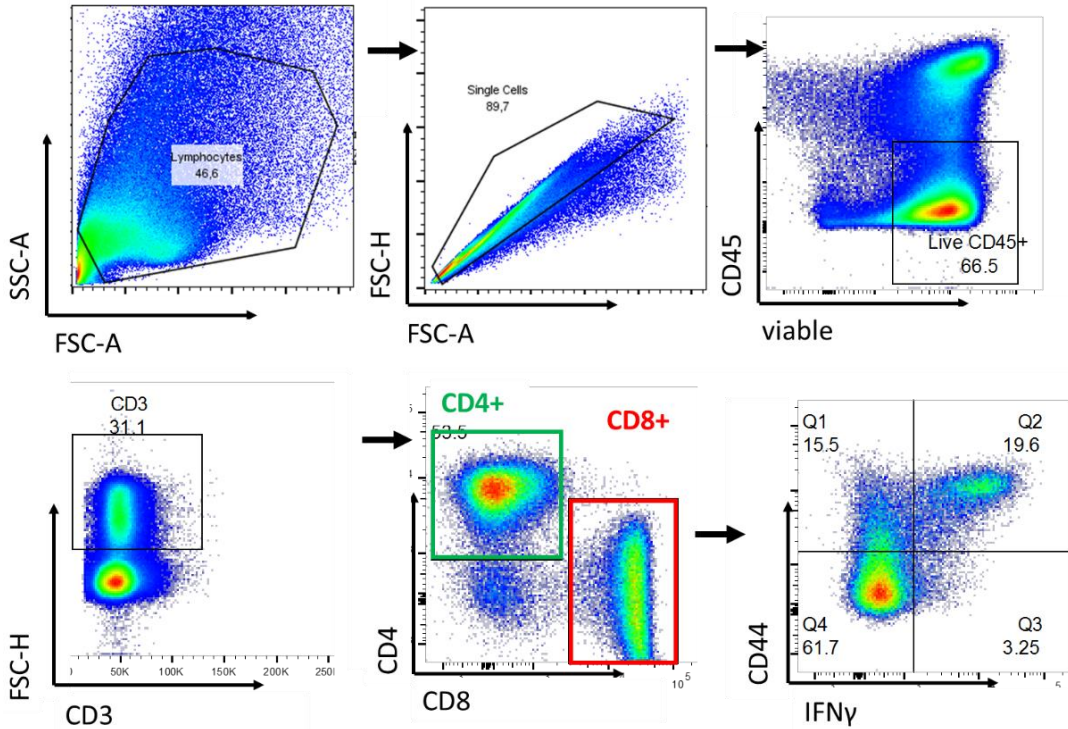 SSC-A
Lymphocytes
46,6
FSC-A
FSC-H
Single Cells
89,7
FSC-A
CD45
Live CD45+
66.5
viable
FSC-H
CD3
31.1
0 50K 100K 150K 200K 250K
CD3
CD4
CD4+
53.5
CD8+
10⁵
CD8
CD44
Q1
15.5
Q2
19.6
Q4
61.7
Q3
3.25
IFNγ